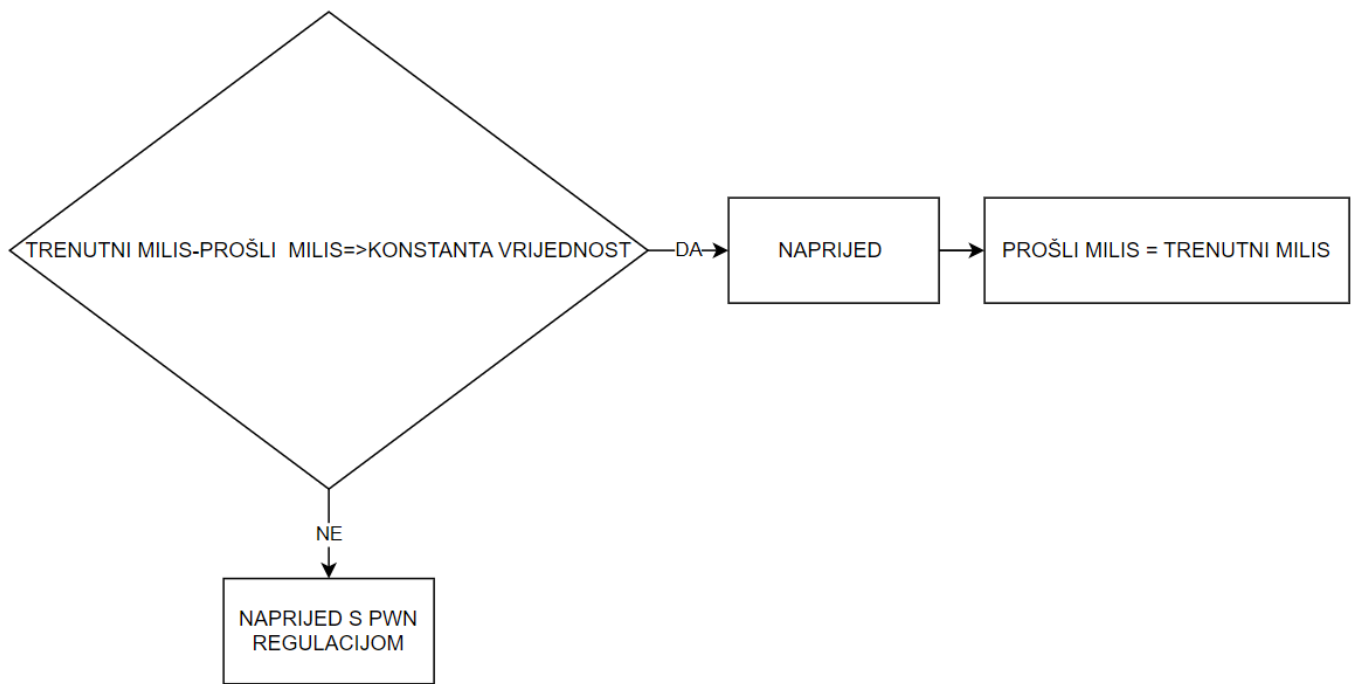 TRENUTNI MILIS-PROŠLI  MILIS=>KONSTANTA VRIJEDNOST
DA
NAPRIJED
PROŠLI MILIS = TRENUTNI MILIS
NE
NAPRIJED S PWN
REGULACIJOM